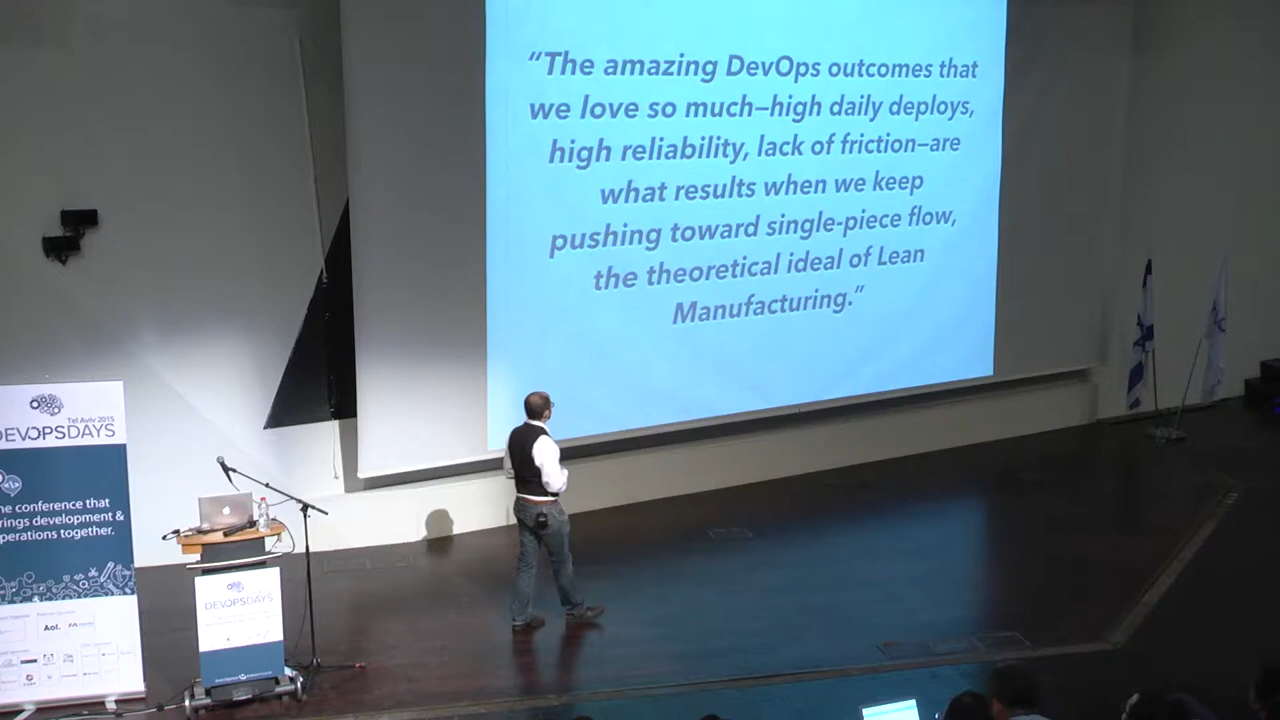 “The amazing DevOps outcomes that
we love so much—high daily deploys,
high reliability, lack of friction—are
what results when we keep
pushing toward single-piece flow,
the theoretical ideal of Lean
Manufacturing.”
Tel Aviv 2015
DEVOPSDAYS
he conference that
rings development &
perations together.
Aol.
DEVOPSDAYS